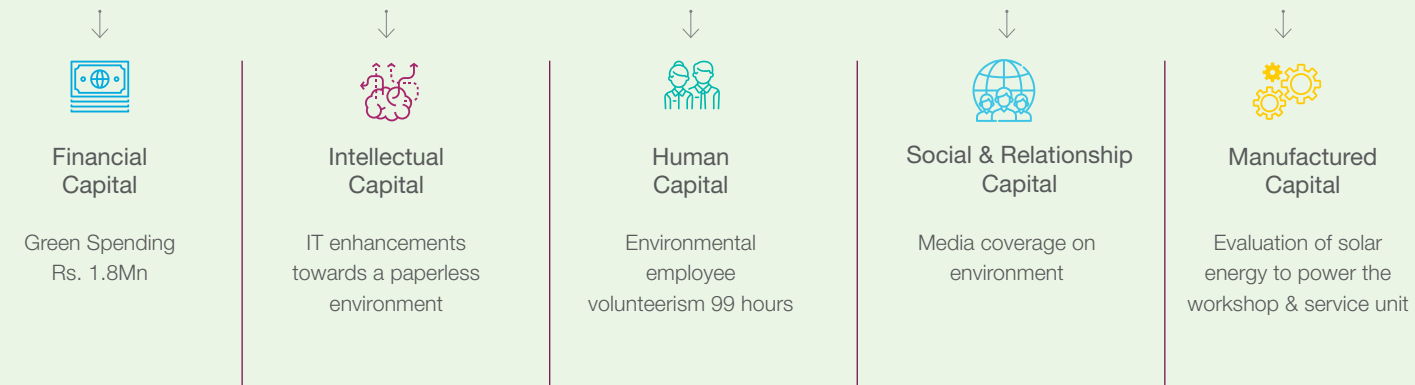 Financial
Capital
Green Spending
Rs. 1.8Mn
Intellectual
Capital
IT enhancements
towards a paperless
environment
Human
Capital
Environmental
employee
volunteerism 99 hours
Social & Relationship
Capital
Media coverage on
environment
Manufactured
Capital
Evaluation of solar
energy to power the
workshop & service unit